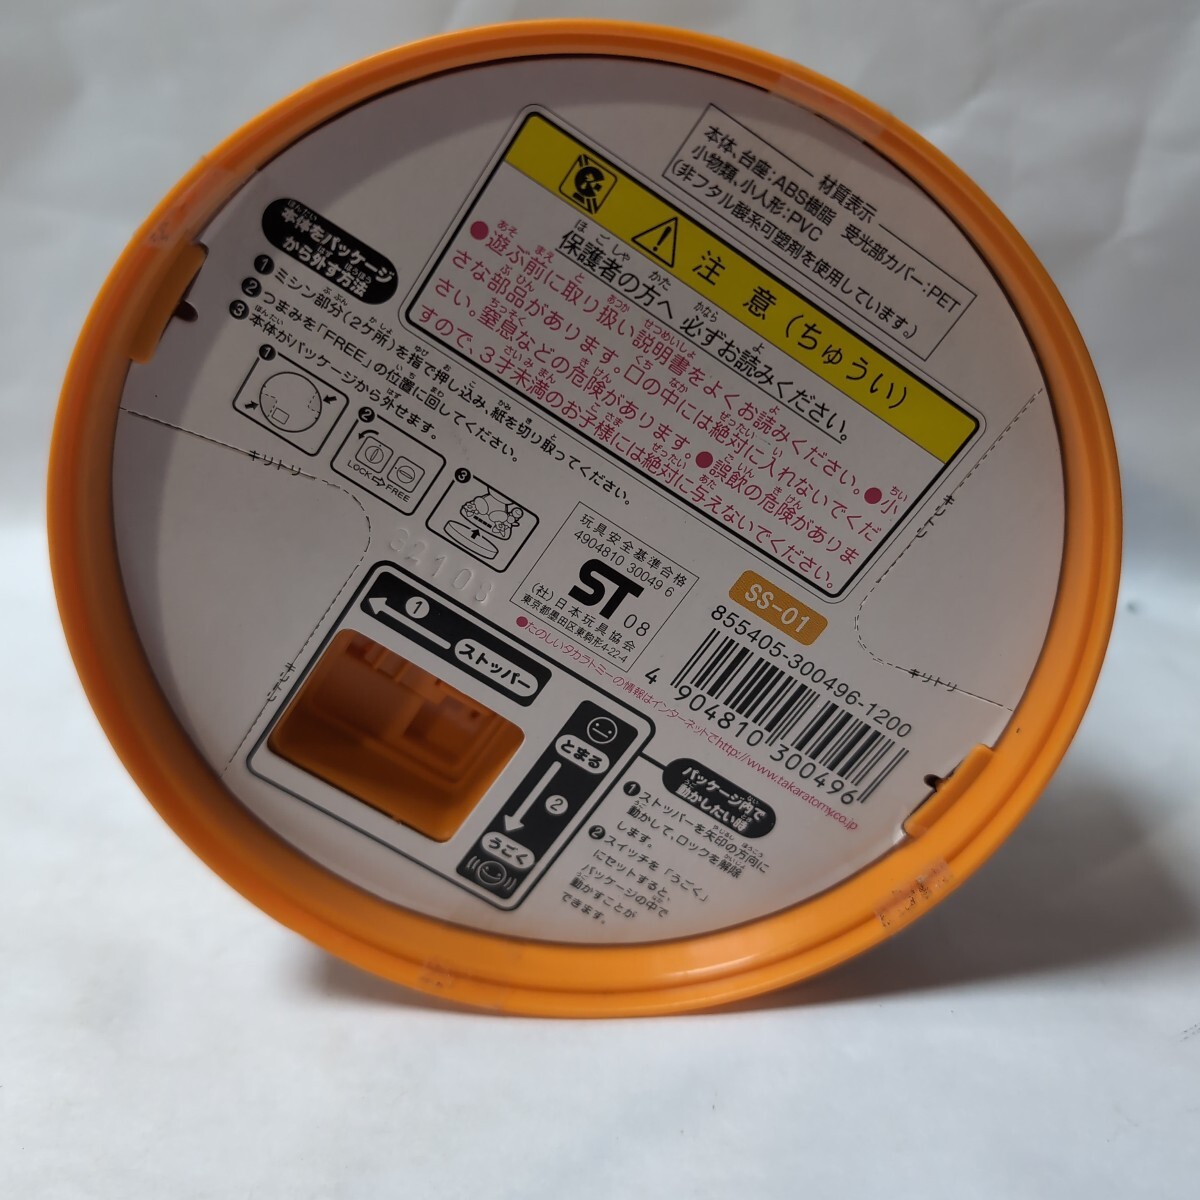 材質表示
本体、台座:ABS樹脂 受光部カバー:PET
小物類、小人形:PVC
(非フタル酸系可塑剤を使用しています。)
注意(ちゅうい)
保護者の方へ 必ずお読みください。
●遊ぶ前に取り扱い説明書をよくお読みください。●小
さな部品があります。口の中には絶対に入れないでくだ
さい。窒息などの危険があります。●誤飲の危険がありま
すので、3才未満のお子様には絶対に与えないでください。
本体をパッケージ
から外す方法
①ミシン部分(2ケ所)を指で押し込み、紙を切り取ってください。
②つまみを「FREE」の位置に回してください。
③本体がパッケージから外せます。
①
②
LOCK⇨FREE
③
キリトリ
キリトリ
キリトリ
キリトリ
玩具安全基準合格
4904810 30049 6
ST 08
(社)日本玩具協会
東京都墨田区東駒形4-22-4
SS-01
855405-300496-1200
4 904810 300496
●たのしいタカラトミーの情報はインターネットでhttp://www.takaratomy.co.jp
①
ストッパー
とまる
②
うごく
パッケージ内で
動かしたい時
①ストッパーを矢印の方向に
動かして、ロックを解除
します。
②スイッチを「うごく」
にセットすると、
パッケージの中で
動かすことが
できます。